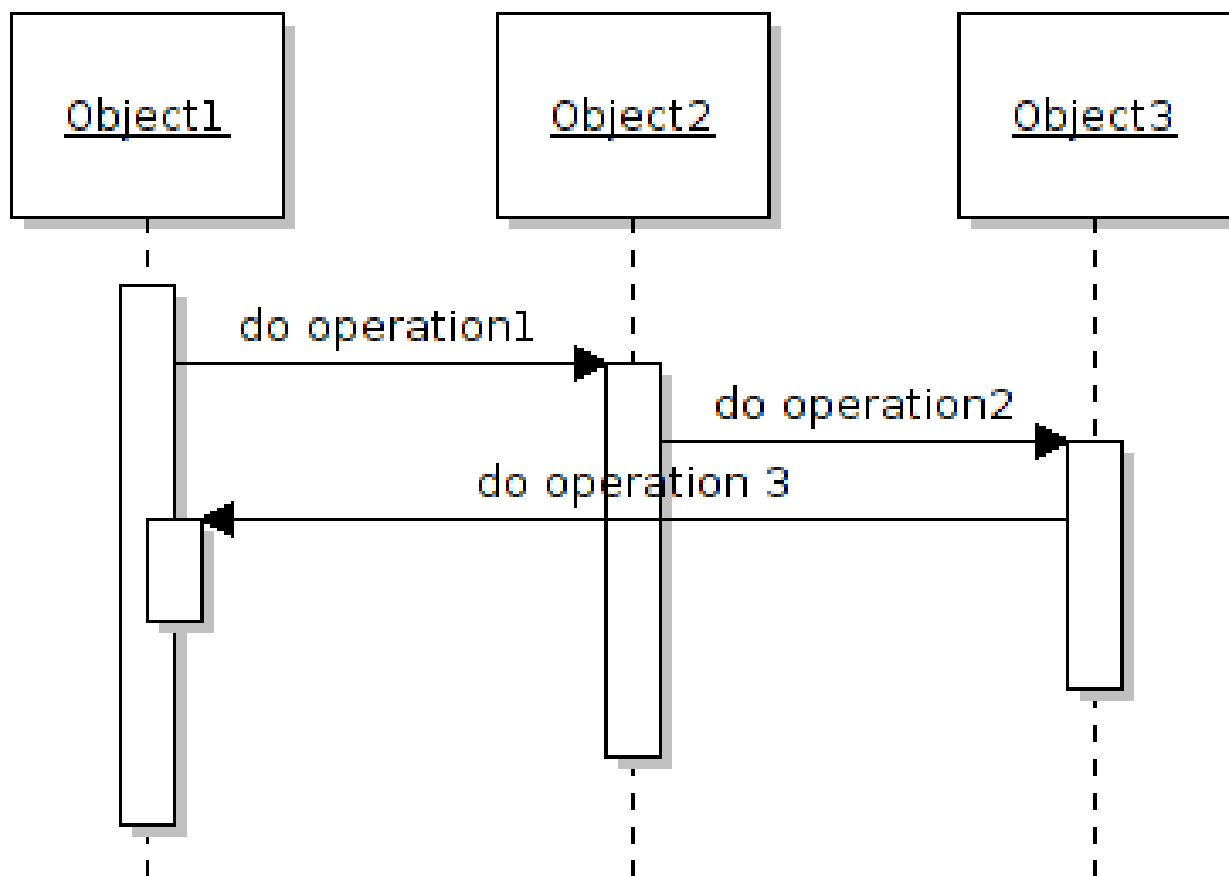 Object1
Object2
Object3
do operation1
do operation2
do operation 3